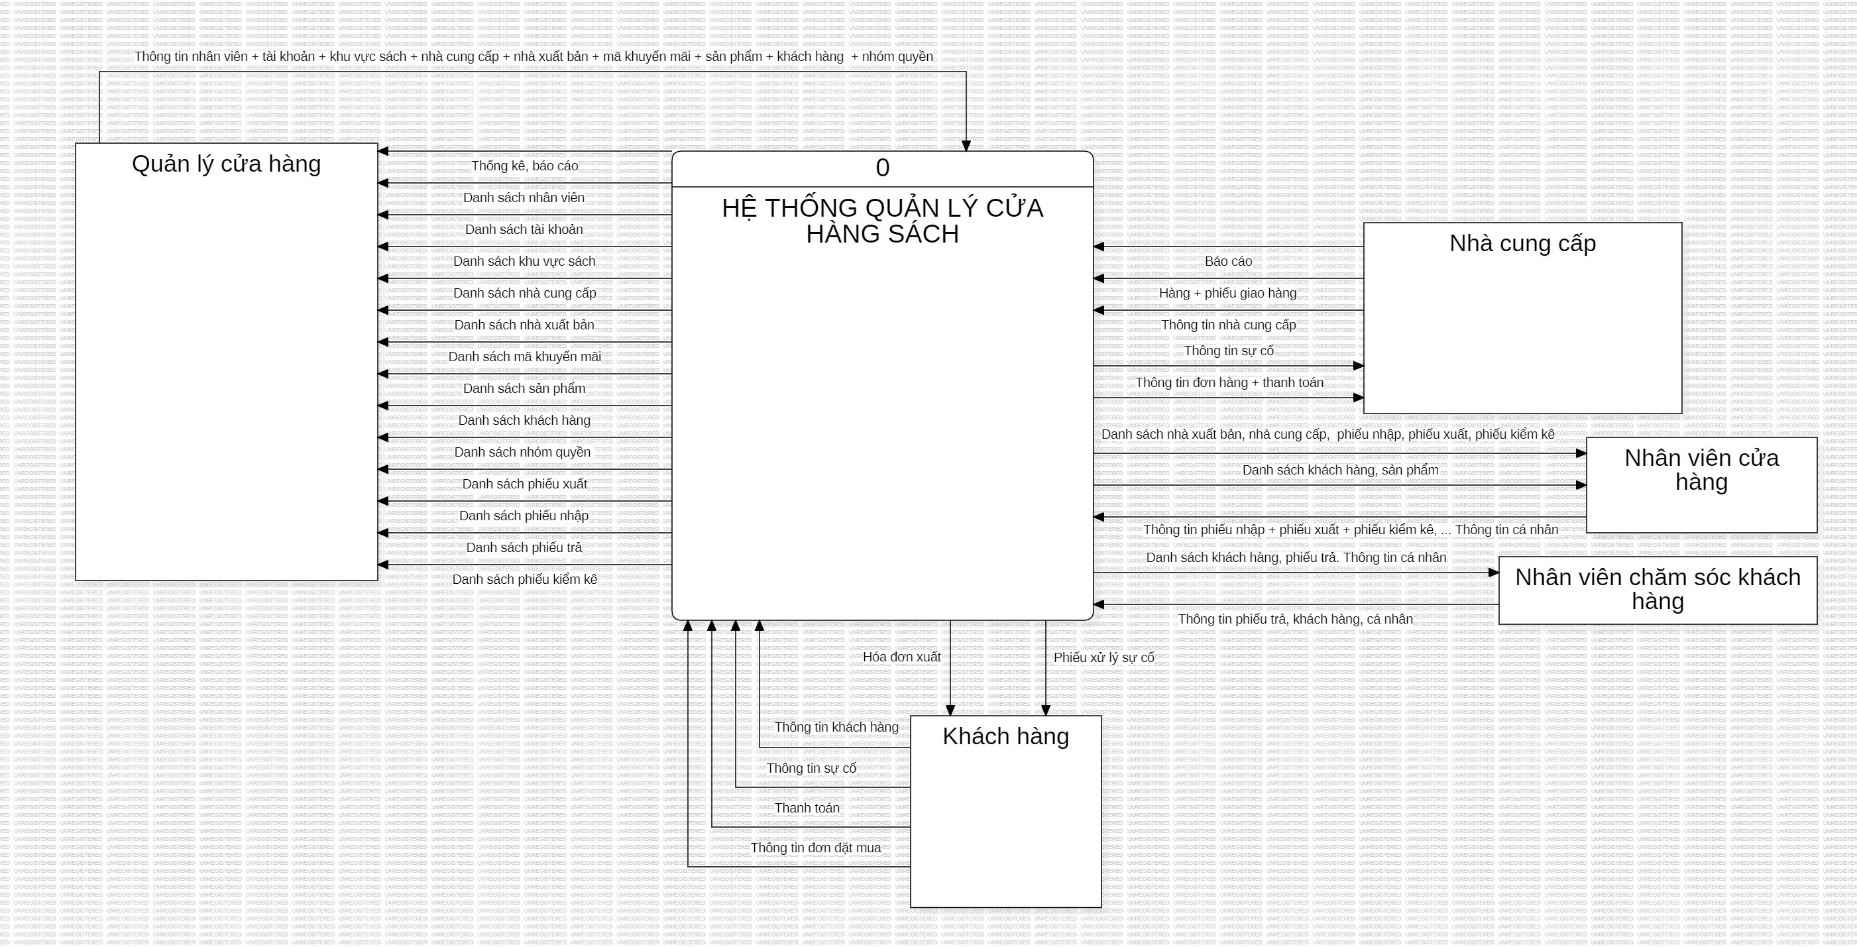 Thông tin nhân viên + tài khoản + khu vực sách + nhà cung cấp + nhà xuất bản + mã khuyến mãi + sản phẩm + khách hàng  + nhóm quyền
Quản lý cửa hàng
Thống kê, báo cáo
Danh sách nhân viên
Danh sách tài khoản
Danh sách khu vực sách
Danh sách nhà cung cấp
Danh sách nhà xuất bản
Danh sách mã khuyến mãi
Danh sách sản phẩm
Danh sách khách hàng
Danh sách nhóm quyền
Danh sách phiếu xuất
Danh sách phiếu nhập
Danh sách phiếu trả
Danh sách phiếu kiểm kê
0
HỆ THỐNG QUẢN LÝ CỬA
HÀNG SÁCH
Nhà cung cấp
Báo cáo
Hàng + phiếu giao hàng
Thông tin nhà cung cấp
Thông tin sự cố
Thông tin đơn hàng + thanh toán
Danh sách nhà xuất bản, nhà cung cấp,  phiếu nhập, phiếu xuất, phiếu kiểm kê
Danh sách khách hàng, sản phẩm
Thông tin phiếu nhập + phiếu xuất + phiếu kiểm kê, ... Thông tin cá nhân
Nhân viên cửa
hàng
Danh sách khách hàng, phiếu trả. Thông tin cá nhân
Thông tin phiếu trả, khách hàng, cá nhân
Nhân viên chăm sóc khách
hàng
Hóa đơn xuất
Phiếu xử lý sự cố
Khách hàng
Thông tin khách hàng
Thông tin sự cố
Thanh toán
Thông tin đơn đặt mua
UNREGISTERED